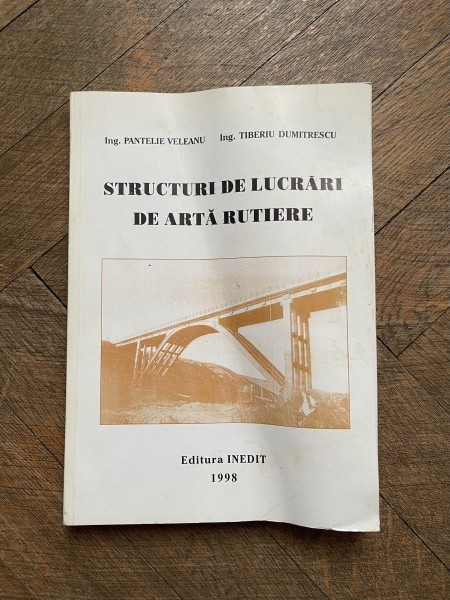 Ing. PANTELIE VELEANU Ing. TIBERIU DUMITRESCU
STRUCTURI DE LUCRĂRI
DE ARTĂ RUTIERE
Editura INEDIT
1998